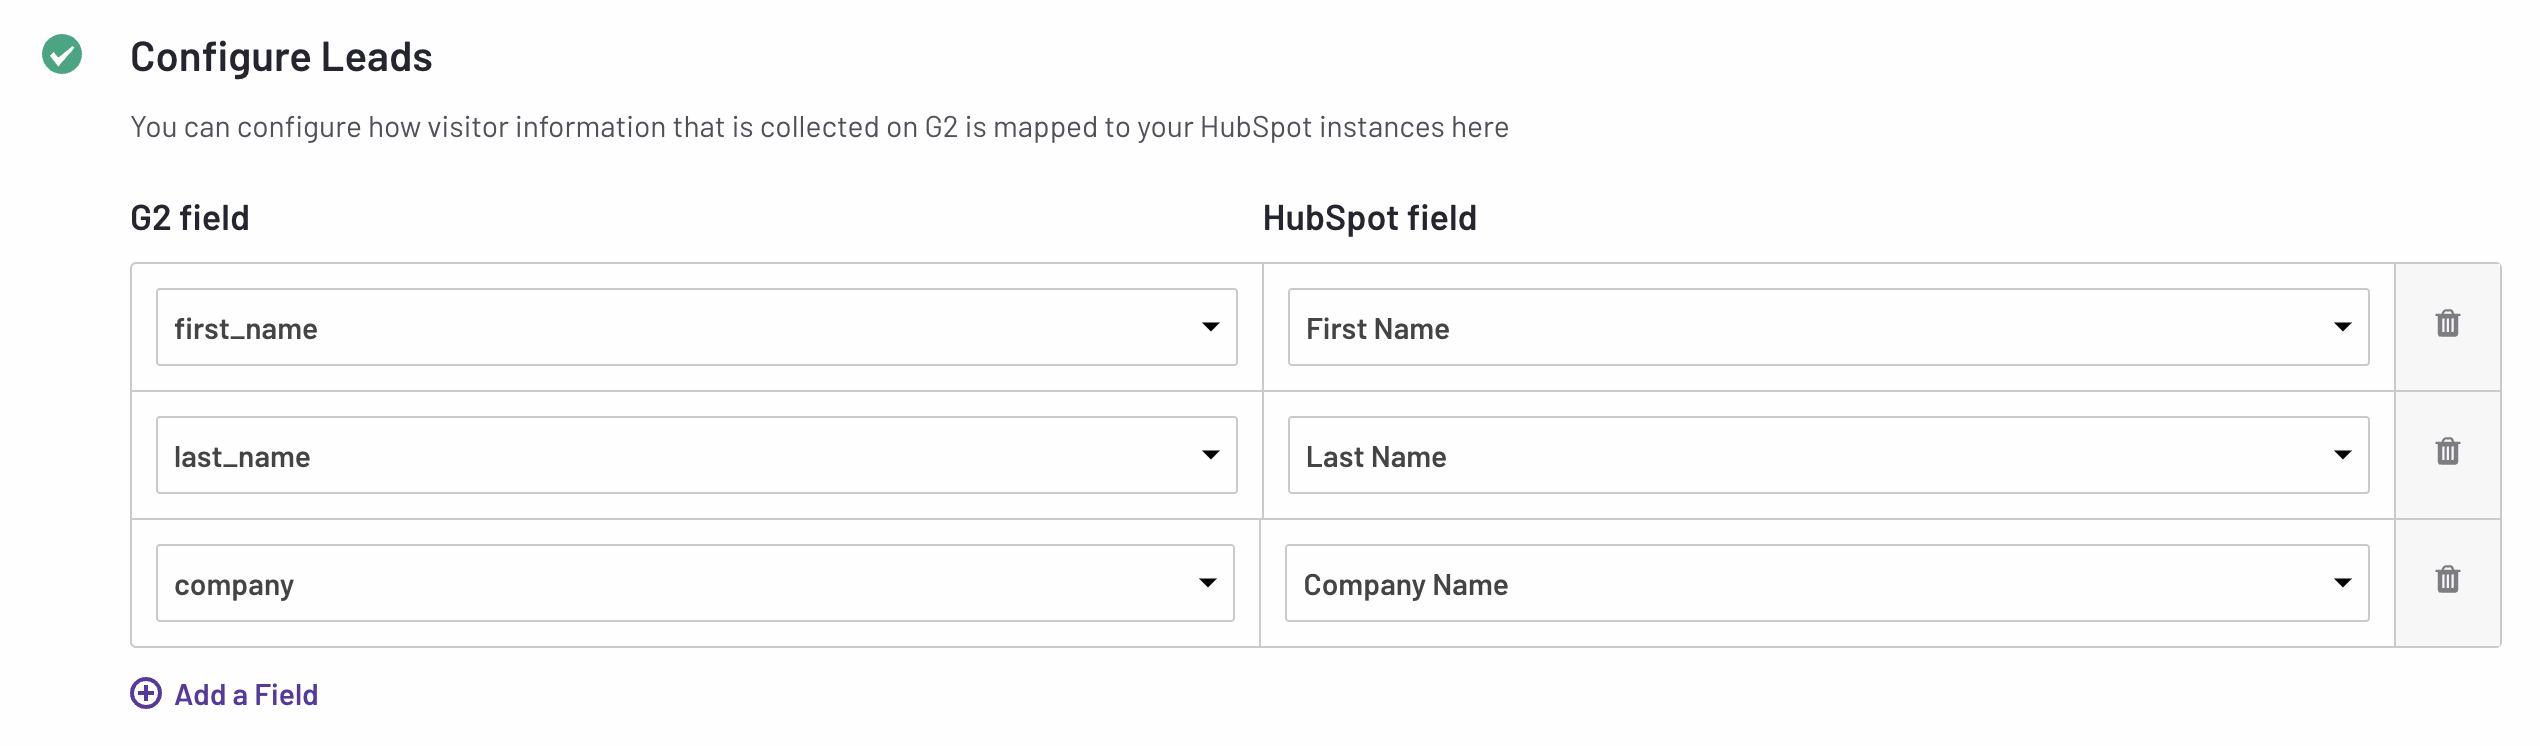 Configure Leads
You can configure how visitor information that is collected on G2 is mapped to your HubSpot instances here
G2 field
HubSpot field
first_name
First Name
last_name
Last Name
company
Company Name
Add a Field